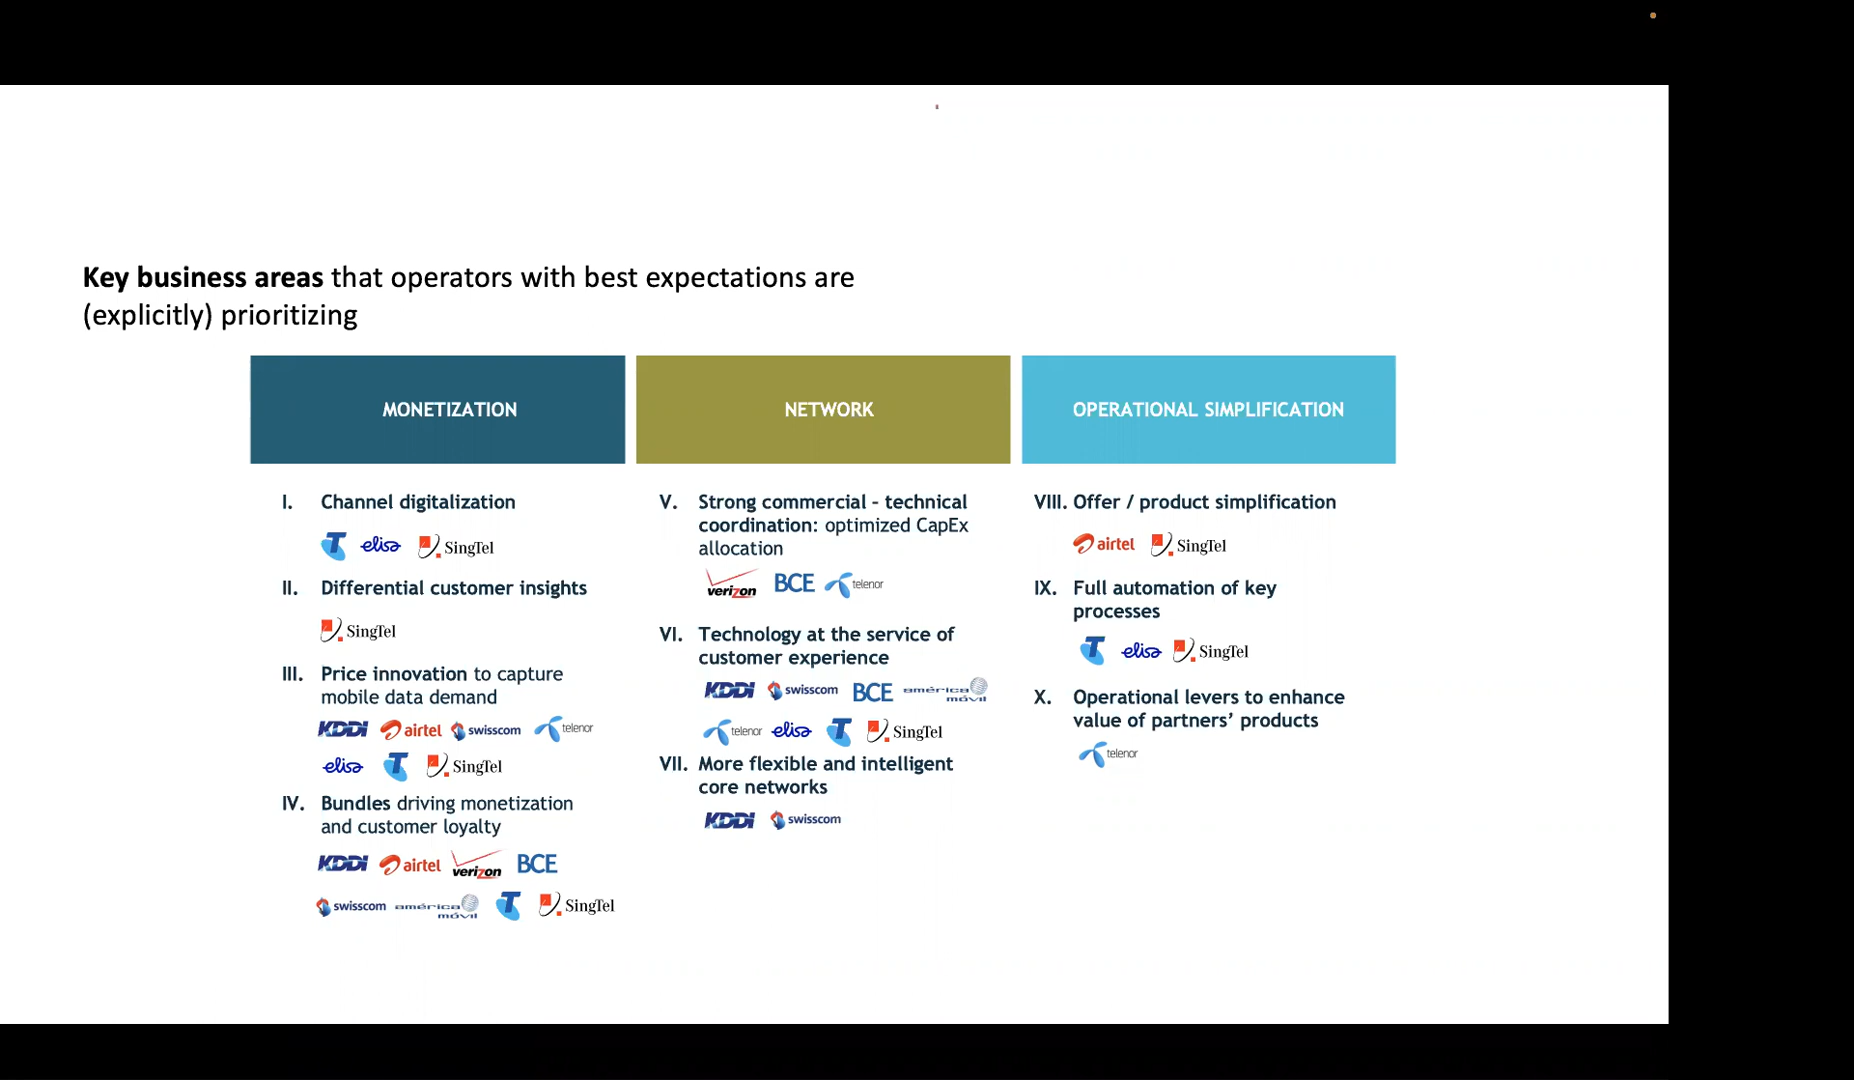 Key business areas that operators with best expectations are
(explicitly) prioritizing
MONETIZATION
I. Channel digitalization
T elisa SingTel
II. Differential customer insights
SingTel
III. Price innovation to capture
mobile data demand
KDDI airtel swisscom telenor
elisa T SingTel
IV. Bundles driving monetization
and customer loyalty
KDDI airtel verizon BCE
swisscom américa móvil T SingTel
NETWORK
V. Strong commercial - technical
coordination: optimized CapEx
allocation
verizon BCE telenor
VI. Technology at the service of
customer experience
KDDI swisscom BCE américa móvil
telenor elisa T SingTel
VII. More flexible and intelligent
core networks
KDDI swisscom
OPERATIONAL SIMPLIFICATION
VIII. Offer / product simplification
airtel SingTel
IX. Full automation of key
processes
T elisa SingTel
X. Operational levers to enhance
value of partners’ products
telenor